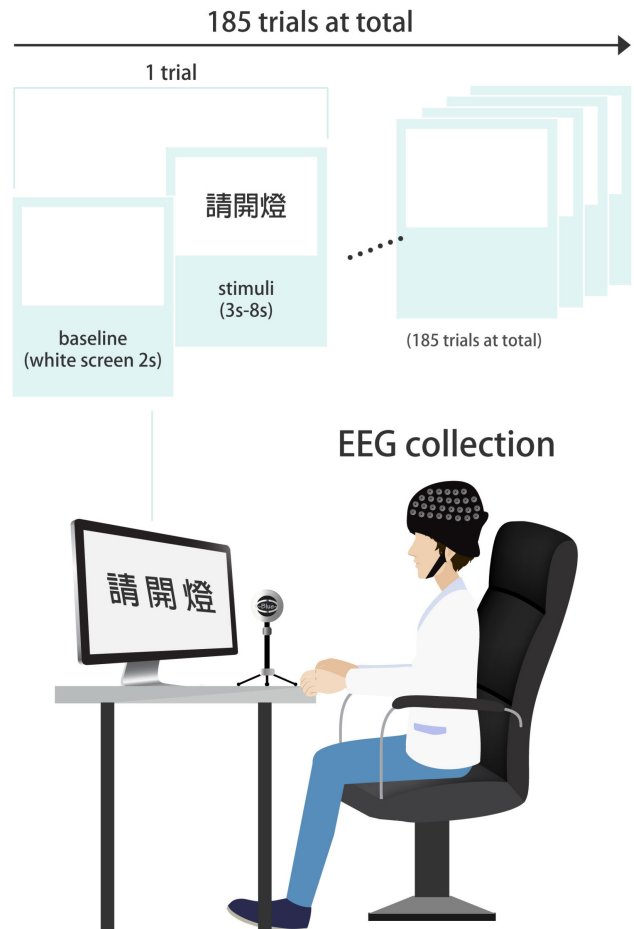 185 trials at total
1 trial
請開燈
stimuli
(3s-8s)
baseline
(white screen 2s)
(185 trials at total)
EEG collection
請開燈
Blue